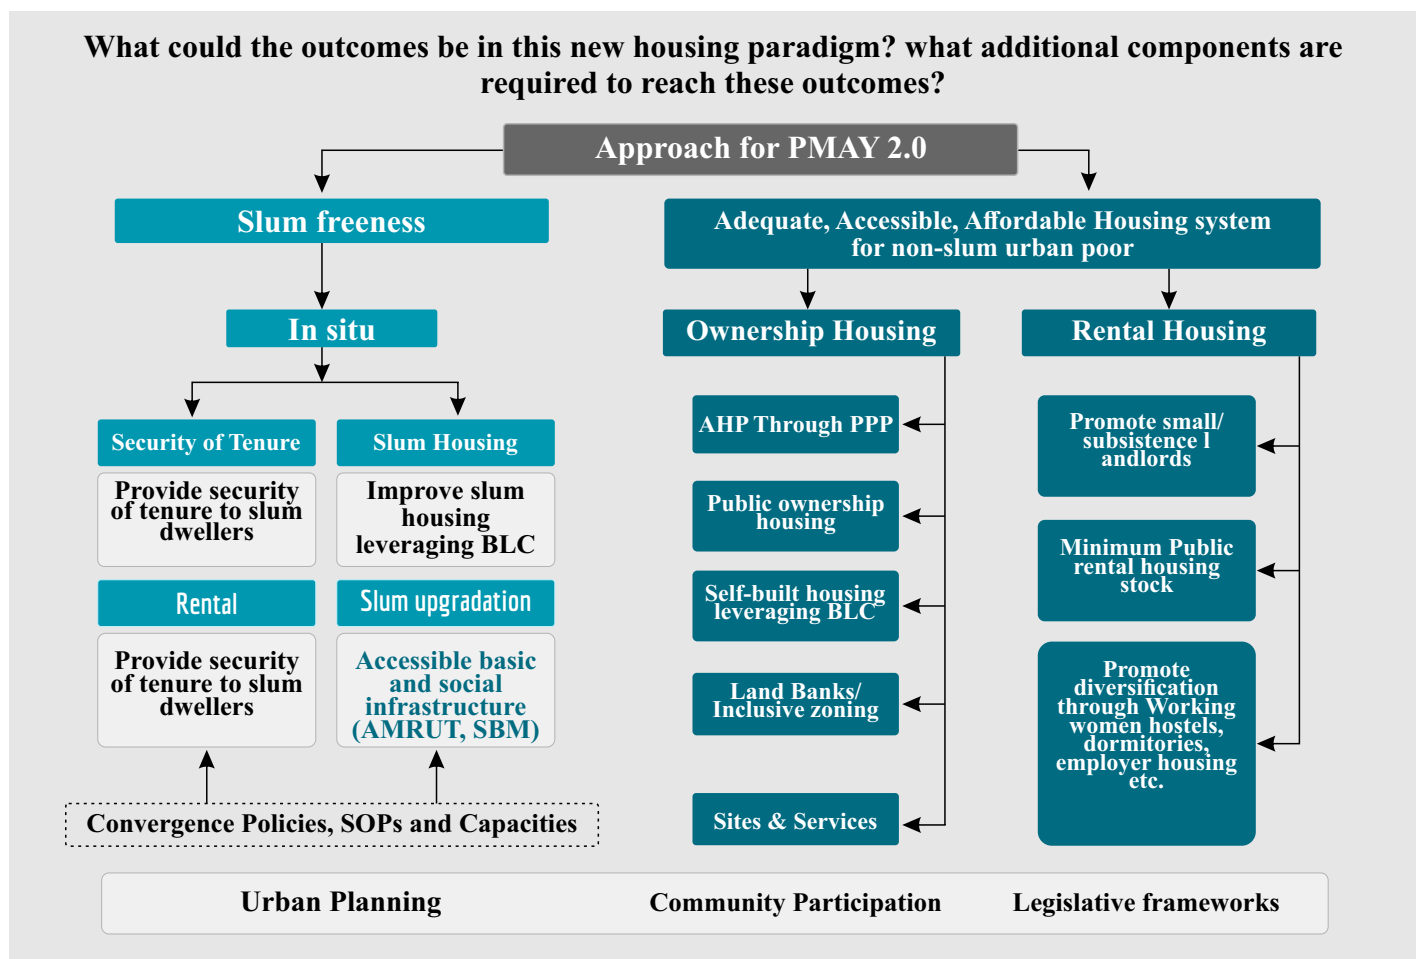 What could the outcomes be in this new housing paradigm? what additional components are
required to reach these outcomes?
Approach for PMAY 2.0
Slum freeness
In situ
Security of Tenure
Provide security
of tenure to slum
dwellers
Slum Housing
Improve slum
housing
leveraging BLC
Rental
Provide security
of tenure to slum
dwellers
Slum upgradation
Accessible basic
and social
infrastructure
(AMRUT, SBM)
Convergence Policies, SOPs and Capacities
Adequate, Accessible, Affordable Housing system
for non-slum urban poor
Ownership Housing
AHP Through PPP
Public ownership
housing
Self-built housing
leveraging BLC
Land Banks/
Inclusive zoning
Sites & Services
Rental Housing
Promote small/
subsistence l
andlords
Minimum Public
rental housing
stock
Promote
diversification
through Working
women hostels,
dormitories,
employer housing
etc.
Urban Planning
Community Participation
Legislative frameworks